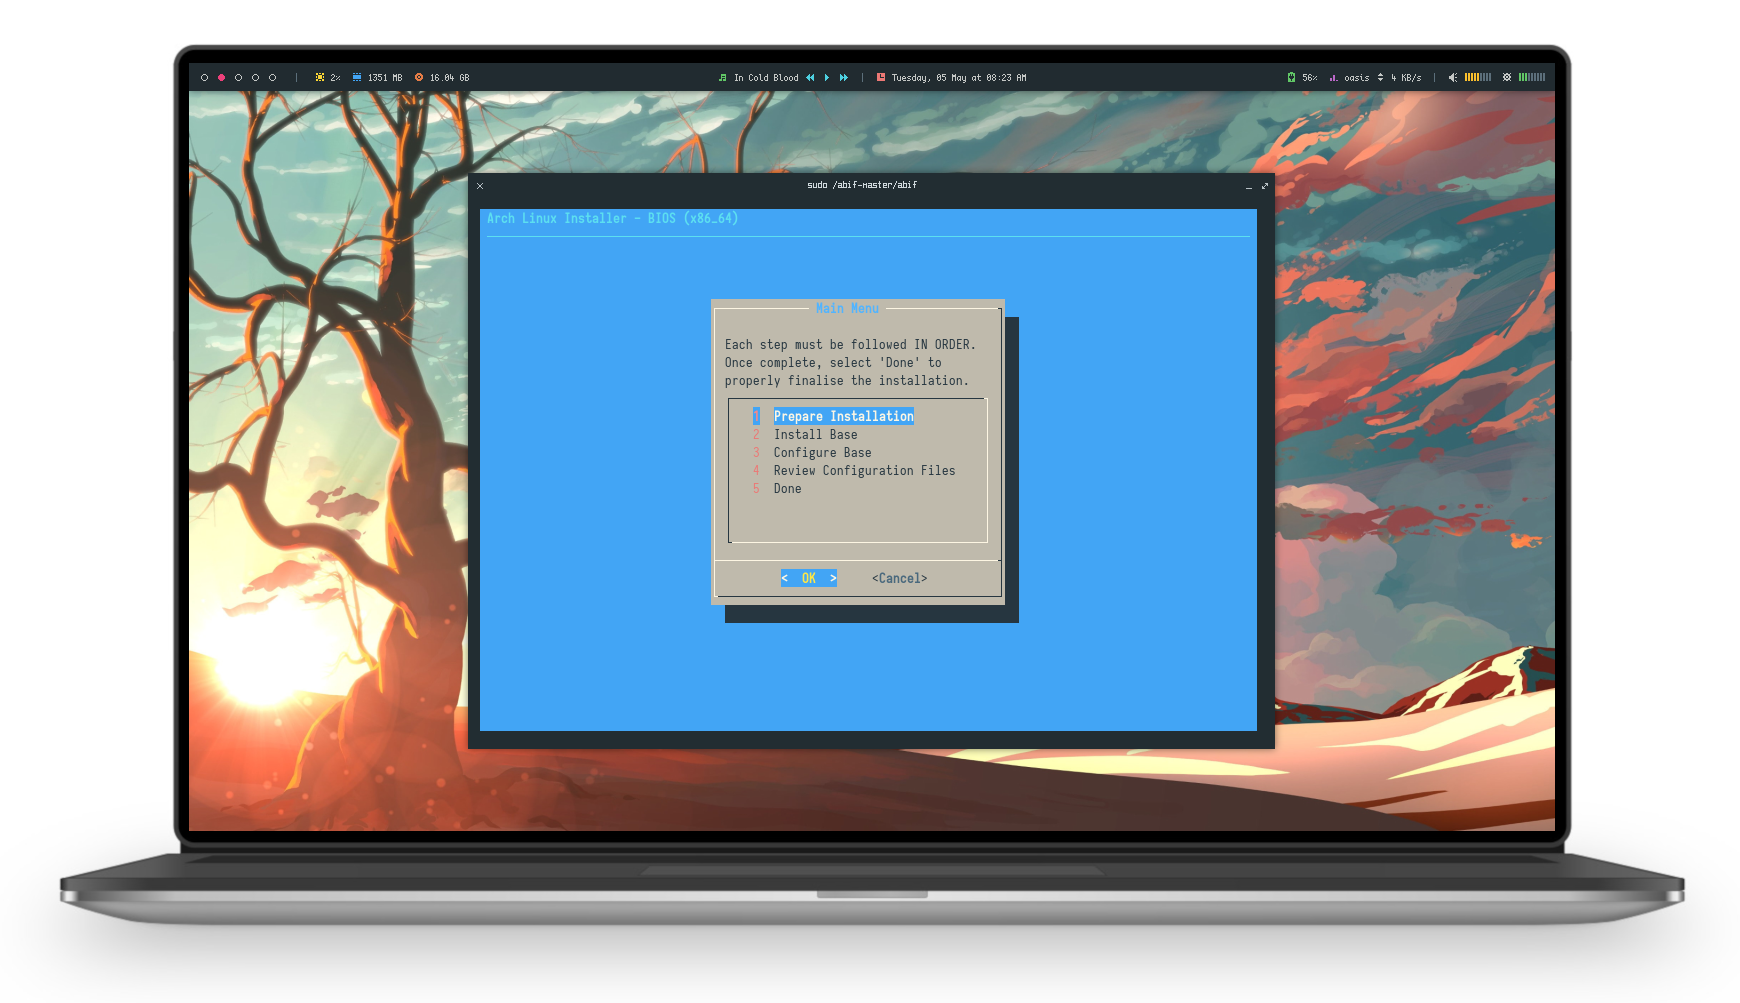 2% 1351 MB 16.04 GB In Cold Blood Tuesday, 05 May at 08:23 AM 56% oasis 4 KB/s
sudo /abif-master/abif
Arch Linux Installer - BIOS (x86_64)
Main Menu
Each step must be followed IN ORDER.
Once complete, select 'Done' to
properly finalise the installation.
1 Prepare Installation
2 Install Base
3 Configure Base
4 Review Configuration Files
5 Done
< OK > <Cancel>